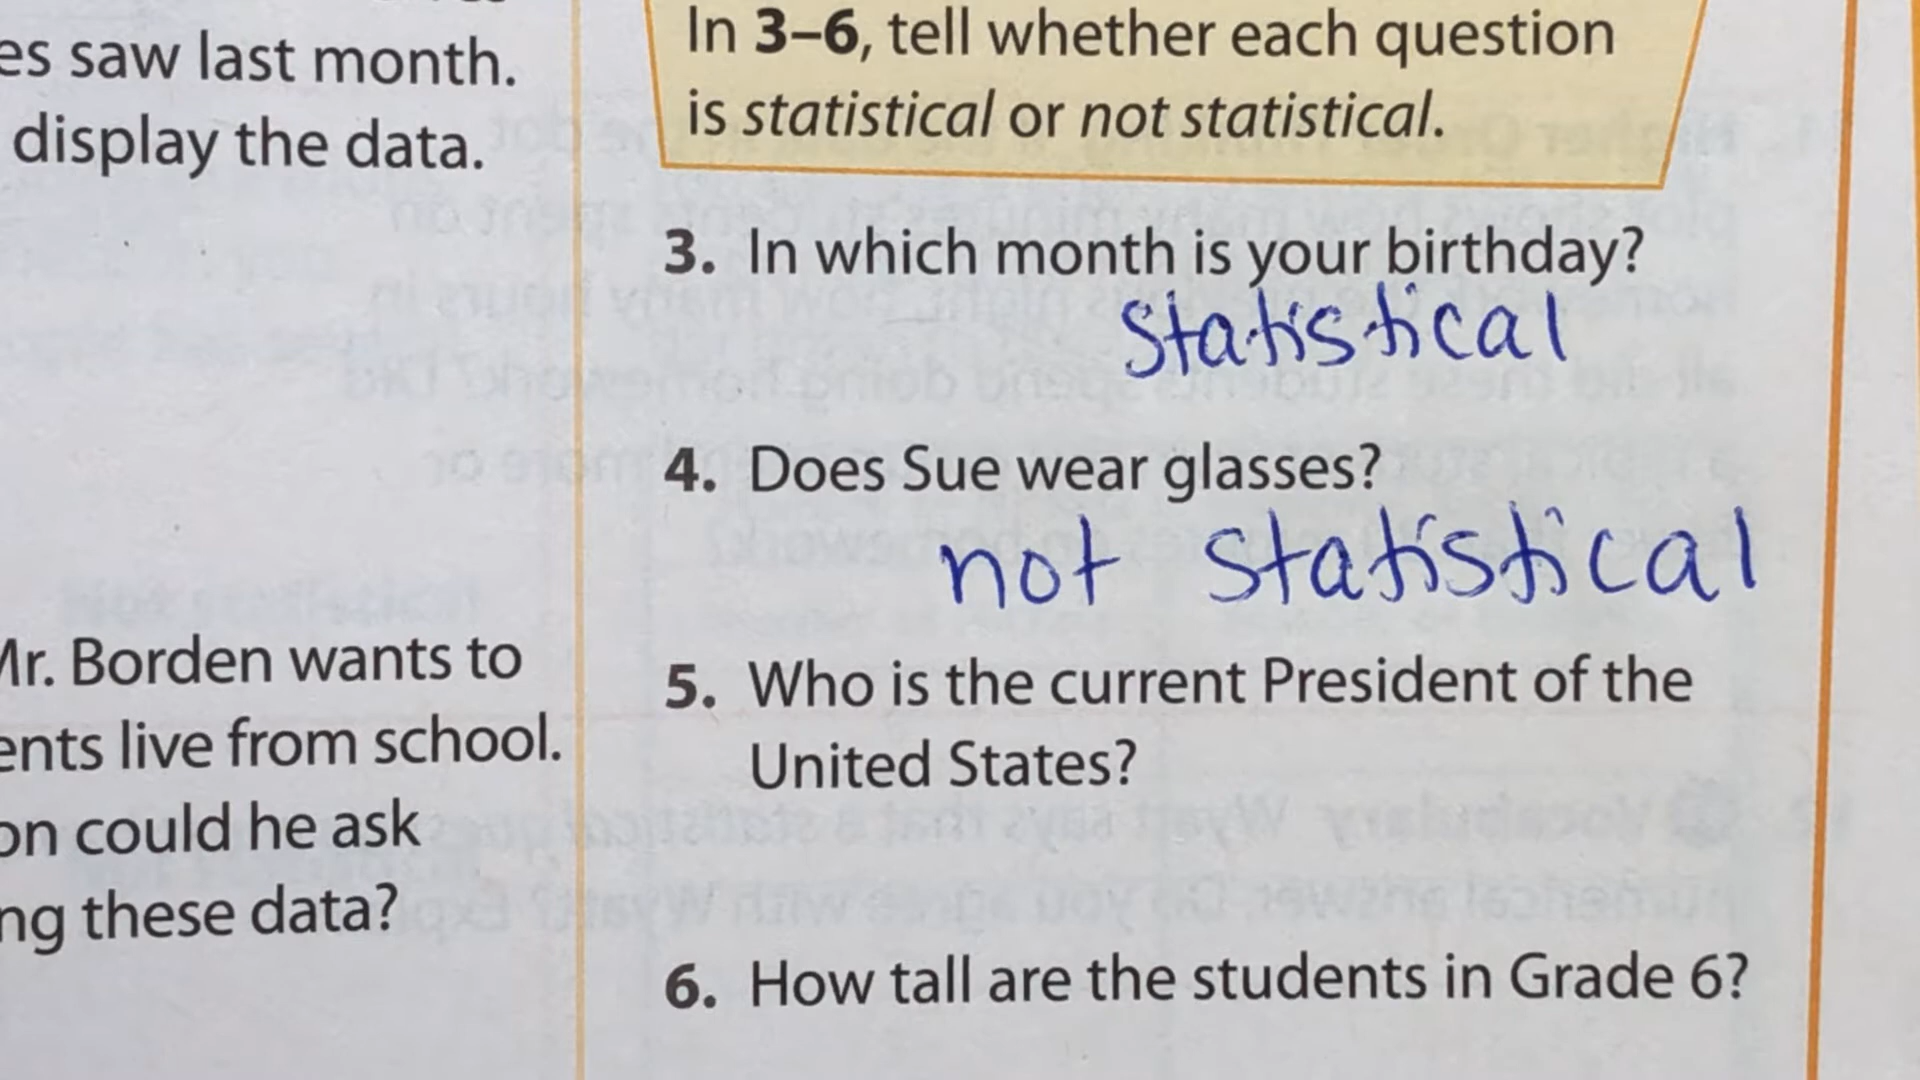 es saw last month.
display the data.
Mr. Borden wants to
ents live from school.
on could he ask
ng these data?
In 3–6, tell whether each question
is statistical or not statistical.
3. In which month is your birthday?
statistical
4. Does Sue wear glasses?
not statistical
5. Who is the current President of the
United States?
6. How tall are the students in Grade 6?